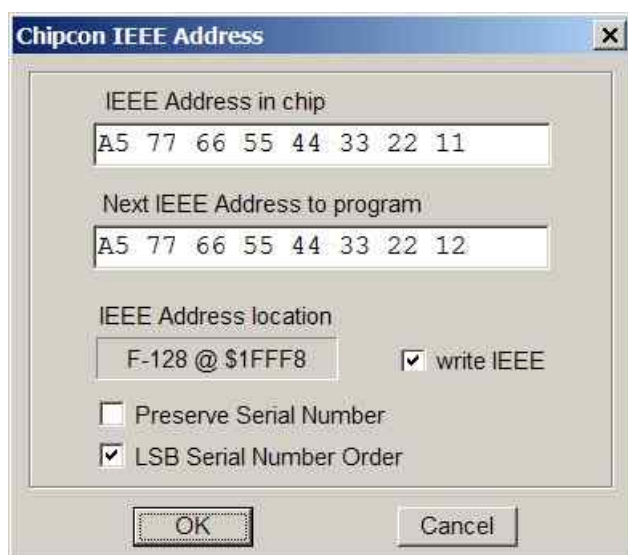 Chipcon IEEE Address
IEEE Address in chip
A5 77 66 55 44 33 22 11
Next IEEE Address to program
A5 77 66 55 44 33 22 12
IEEE Address location
F-128 @ $1FFF8
write IEEE
Preserve Serial Number
LSB Serial Number Order
OK Cancel